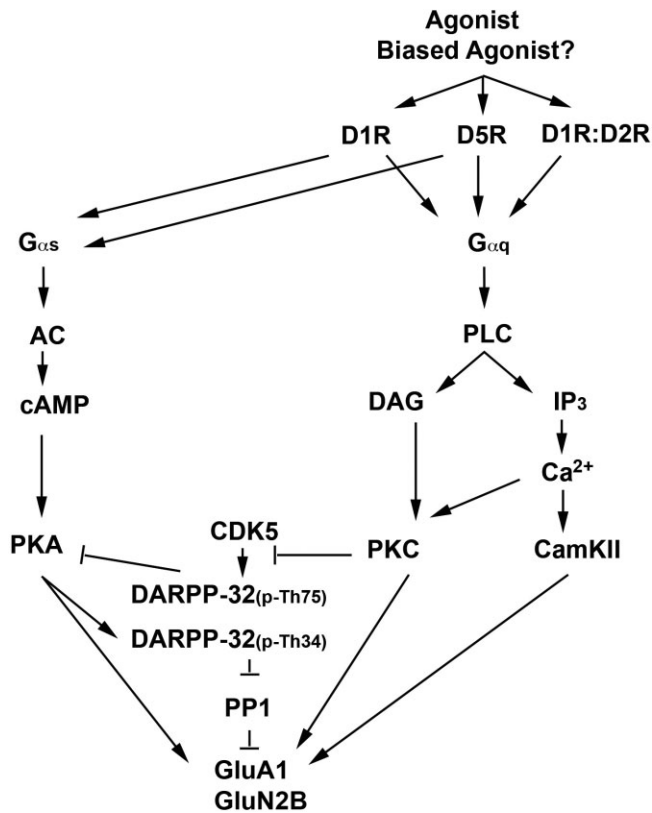 Agonist
Biased Agonist?
D1R D5R D1R:D2R
Gαs Gαq
AC PLC
cAMP DAG IP3
Ca2+
CDK5
PKA PKC CamKII
DARPP-32(p-Th75)
DARPP-32(p-Th34)
PP1
GluA1
GluN2B